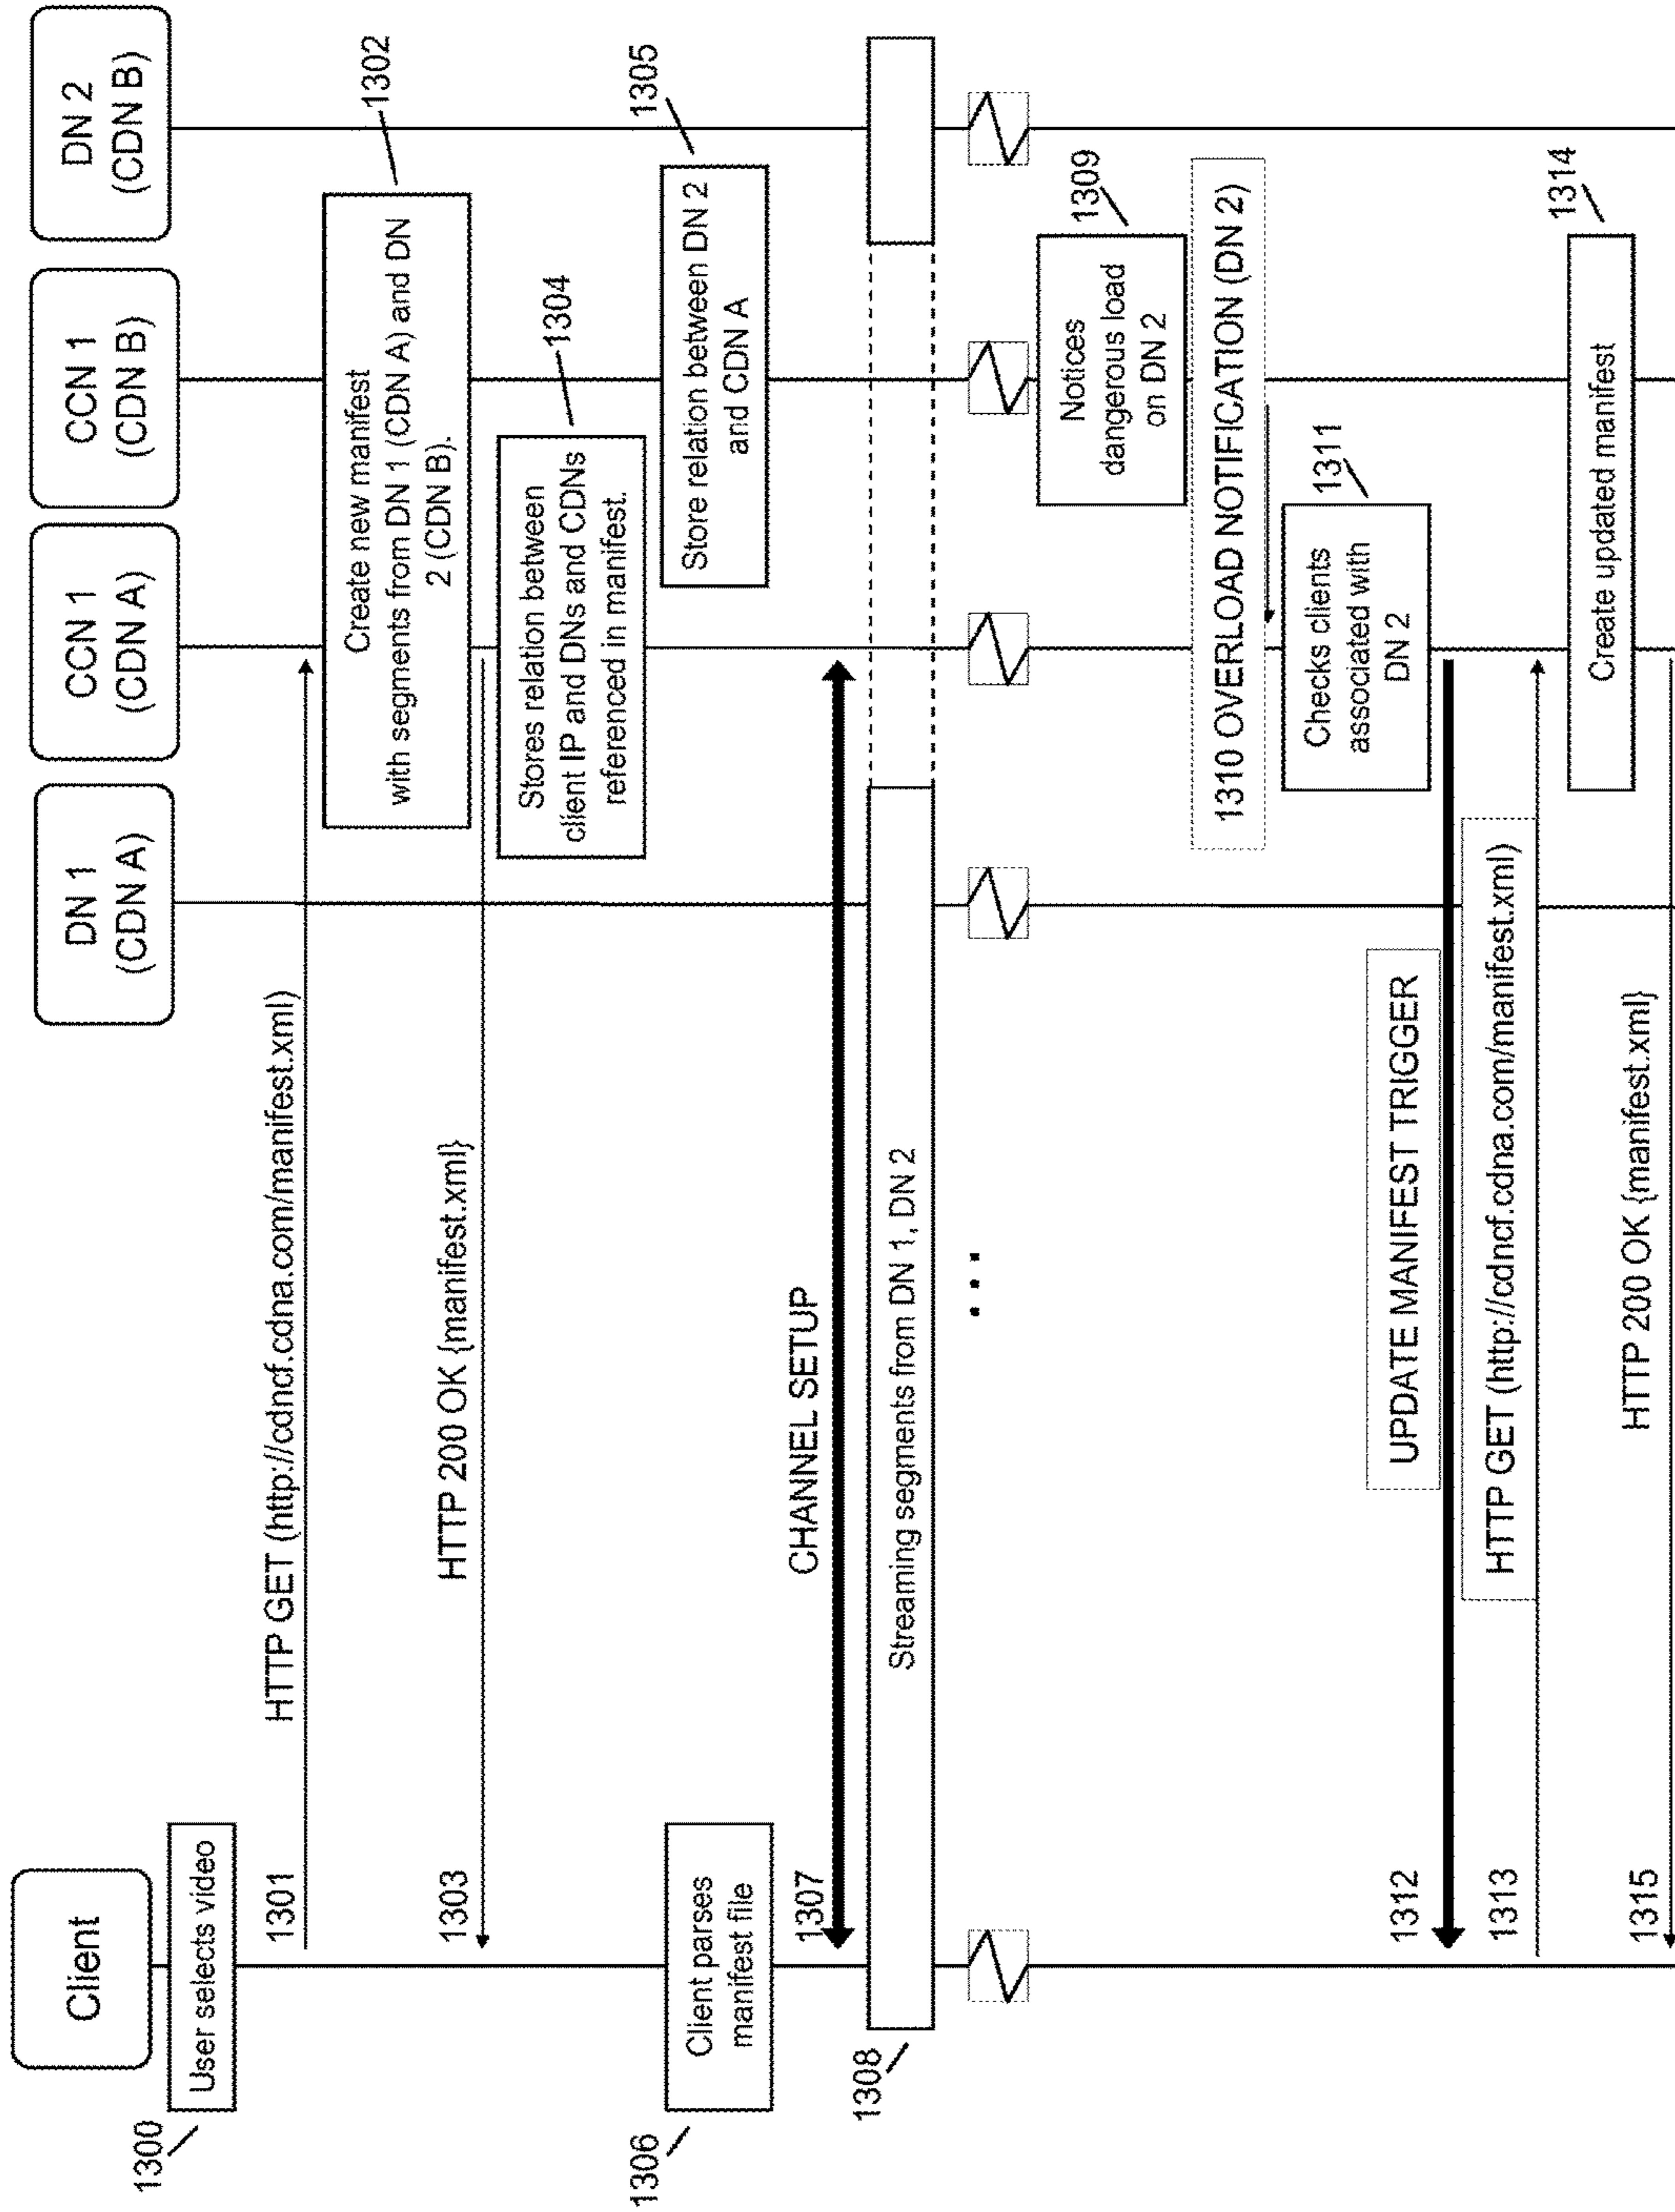 Client
DN 1
(CDN A)
CCN 1
(CDN A)
CCN 1
(CDN B)
DN 2
(CDN B)
1300
User selects video
1301
HTTP GET (http://cdncf.cdna.com/manifest.xml)
Create new manifest
with segments from DN 1 (CDN A) and DN
2 (CDN B).
1302
1303
HTTP 200 OK {manifest.xml}
Stores relation between
client IP and DNs and CDNs
referenced in manifest.
1304
Store relation between DN 2
and CDN A
1305
1306
Client parses
manifest file
1307
CHANNEL SETUP
1308
Streaming segments from DN 1, DN 2
...
Notices
dangerous load
on DN 2
1309
1310 OVERLOAD NOTIFICATION (DN 2)
Checks clients
associated with
DN 2
1311
1312
UPDATE MANIFEST TRIGGER
1313
HTTP GET (http://cdncf.cdna.com/manifest.xml)
Create updated manifest
1314
1315
HTTP 200 OK {manifest.xml}